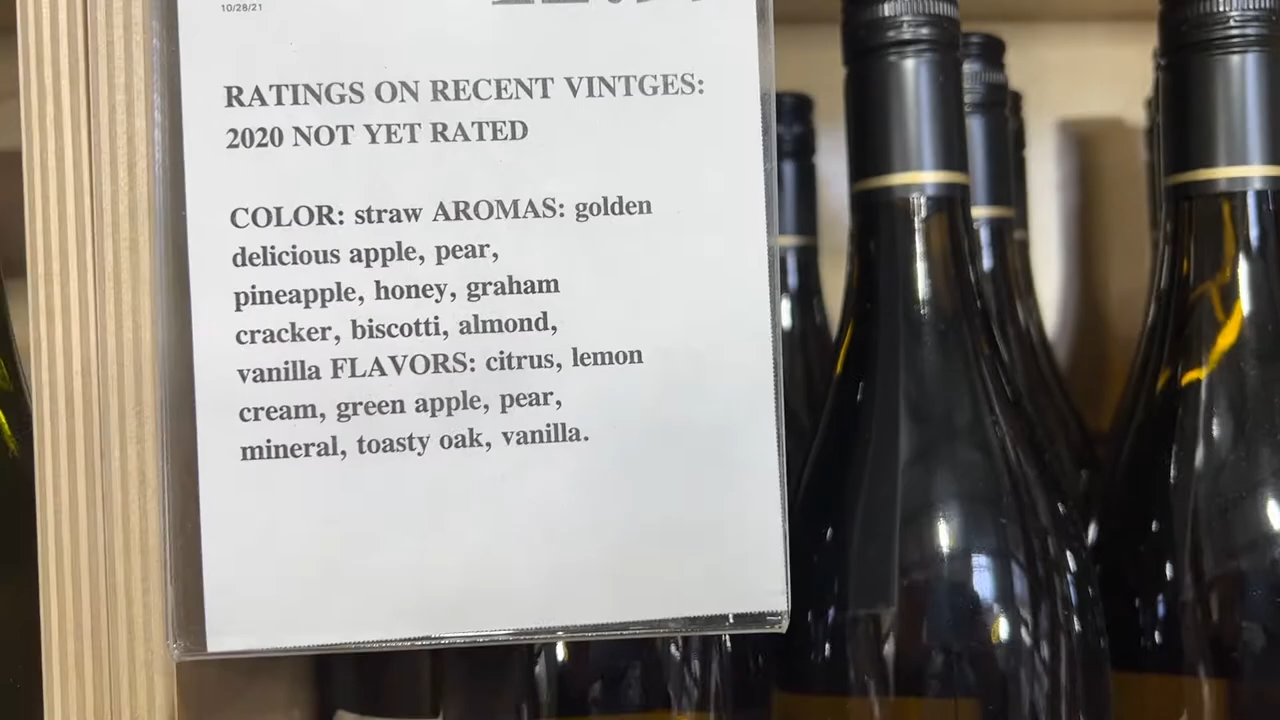 10/28/21
RATINGS ON RECENT VINTGES:
2020 NOT YET RATED
COLOR: straw AROMAS: golden
delicious apple, pear,
pineapple, honey, graham
cracker, biscotti, almond,
vanilla FLAVORS: citrus, lemon
cream, green apple, pear,
mineral, toasty oak, vanilla.